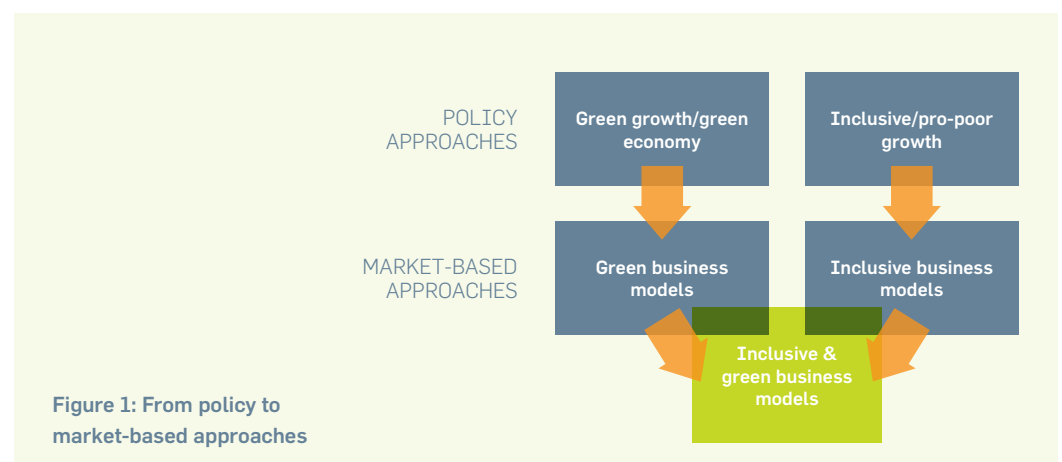 POLICY
APPROACHES
Green growth/green
economy
Inclusive/pro-poor
growth
MARKET-BASED
APPROACHES
Green business
models
Inclusive business
models
Inclusive &
green business
models
Figure 1: From policy to
market-based approaches